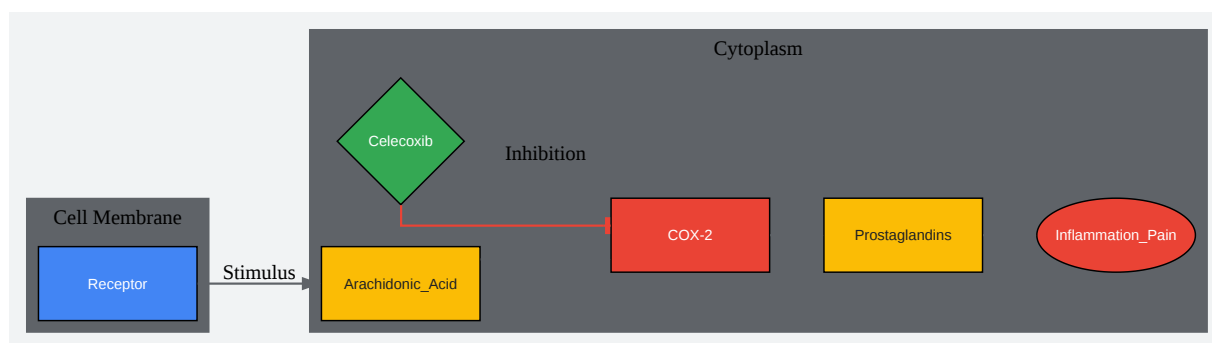 Cytoplasm
Celecoxib
Inhibition
Cell Membrane
Receptor
Stimulus
Arachidonic_Acid
COX-2
Prostaglandins
Inflammation_Pain